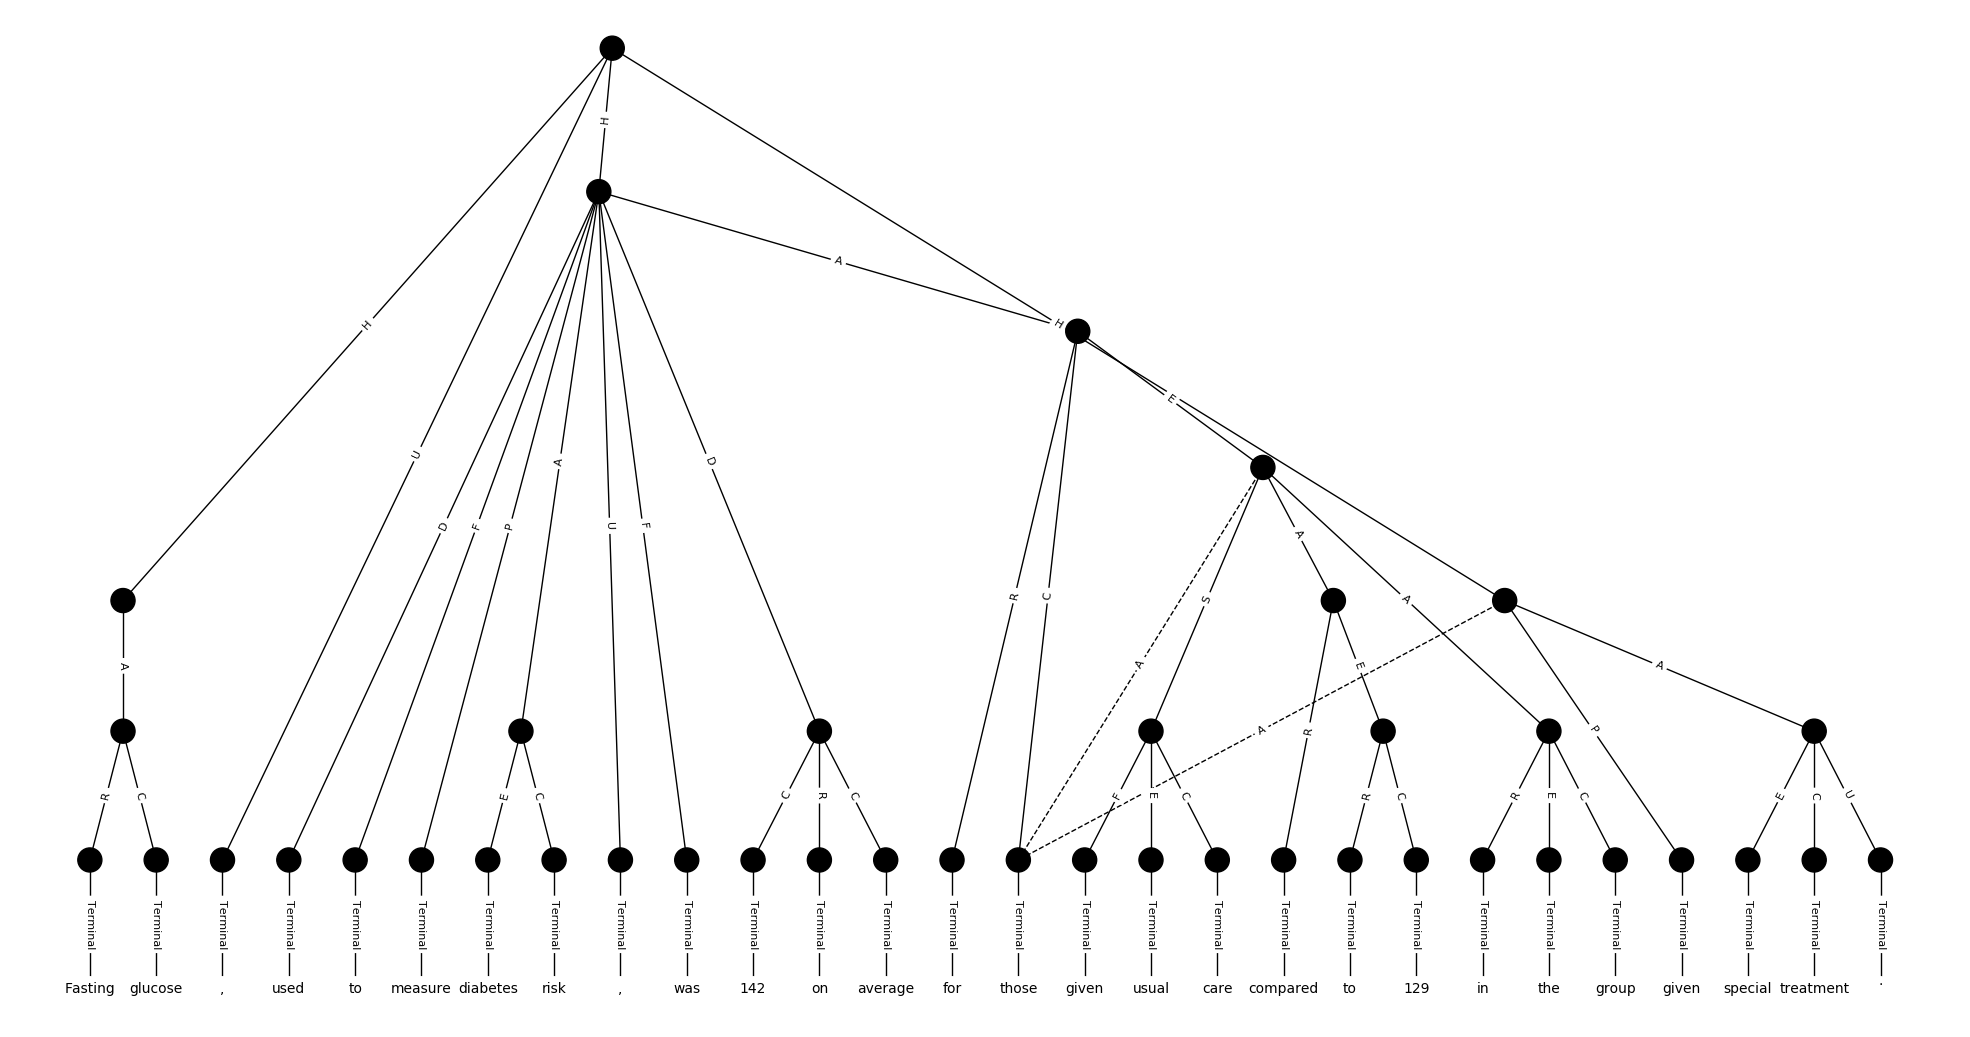 H
A
H
H
E
U
A
D
A
D
F
P
U
F
R
C
S
A
A
A
A
E
A
A
R
P
R
C
E
C
C
R
C
F
E
C
R
C
R
E
C
E
C
U
Terminal Terminal Terminal Terminal Terminal Terminal Terminal Terminal Terminal Terminal Terminal Terminal Terminal Terminal Terminal Terminal Terminal Terminal Terminal Terminal Terminal Terminal Terminal Terminal Terminal Terminal Terminal Terminal
Fasting glucose , used to measure diabetes risk , was 142 on average for those given usual care compared to 129 in the group given special treatment .